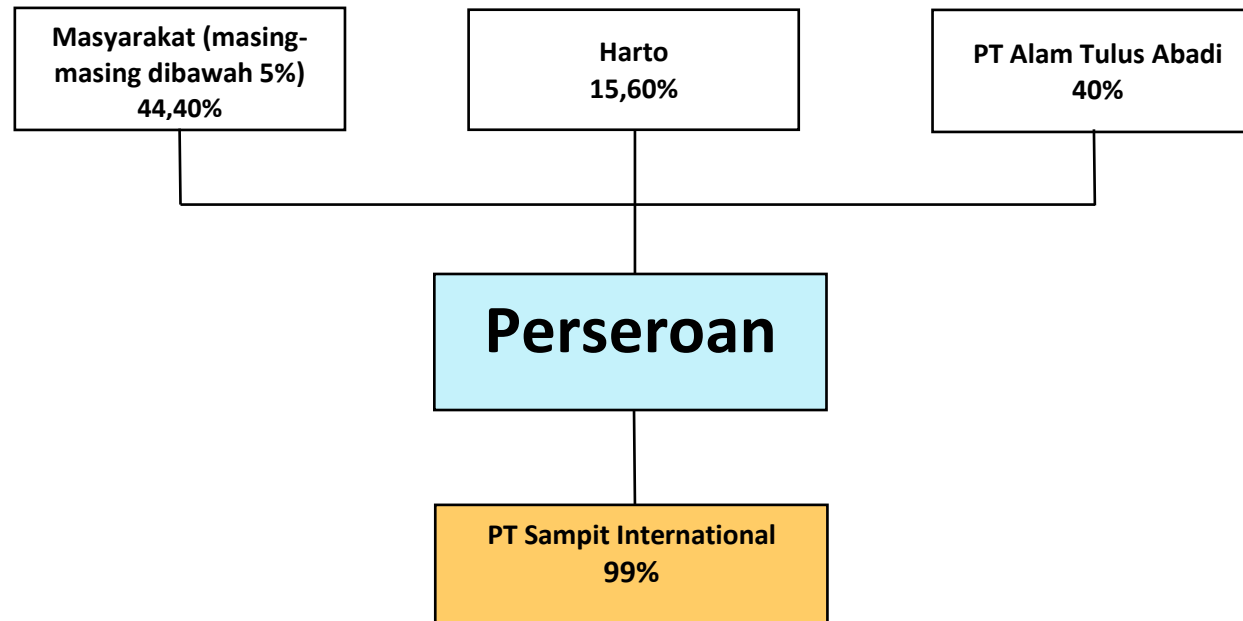 Masyarakat (masing-
masing dibawah 5%)
44,40%
Harto
15,60%
PT Alam Tulus Abadi
40%
Perseroan
PT Sampit International
99%